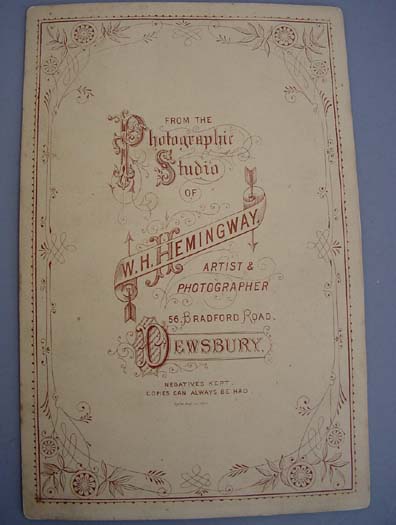 FROM THE
Photographic
Studio
OF
W. H. HEMINGWAY,
ARTIST &
PHOTOGRAPHER
56, BRADFORD ROAD.
DEWSBURY.
NEGATIVES KEPT.
COPIES CAN ALWAYS BE HAD